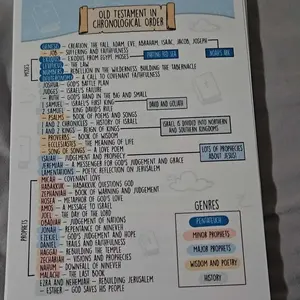 OLD TESTAMENT IN
CHRONOLOGICAL ORDER
GENESIS - CREATION, THE FALL, ADAM, EVE, ABRAHAM, ISAAC, JACOB, JOSEPH
JOB - SUFFERING AND FAITHFULNESS
EXODUS - EXODUS FROM EGYPT, MOSES
PARTING RED SEA
LEVITICUS - THE LAW
NUMBERS - REBELLION IN THE WILDERNESS, BUILDING THE TABERNACLE
DEUTERONOMY - A CALL TO COVENANT FAITHFULNESS
MOSES
JOSHUA - GOD'S BATTLE PLAN
JUDGES - CYCLE OF FAILURE
RUTH - GOD'S HAND IN THE BIG AND SMALL
1 SAMUEL - ISRAEL'S FIRST KING
DAVID AND GOLIATH
2 SAMUEL - KING DAVID'S RULE
PSALMS - BOOK OF POEMS AND SONGS
1 AND 2 CHRONICLES - HISTORY OF ISRAEL
1 AND 2 KINGS - REIGN OF KINGS
ISRAEL IS DIVIDED INTO NORTHERN
AND SOUTHERN KINGDOMS
PROVERBS - BOOK OF WISDOM
ECCLESIASTES - THE MEANING OF LIFE
SONG OF SONGS - A LOVE POEM
ISAIAH - JUDGEMENT AND PROPHECY
LOTS OF PROPHECIES
ABOUT JESUS!
JEREMIAH - A MESSENGER FOR GOD'S JUDGEMENT AND GRACE
LAMENTATIONS - POETIC REFLECTION ON JERUSALEM
MICAH - COVENANT LOVE
HABAKKUK - HABAKKUK QUESTIONS GOD
ZEPHANIAH - BOOK OF WARNING AND JUDGEMENT
HOSEA - METAPHOR OF GOD'S LOVE
AMOS - A MESSAGE TO ISRAEL
JOEL - THE DAY OF THE LORD
OBADIAH - JUDGEMENT OF NATIONS
JONAH - REPENTANCE OF NINEVEH
EZEKIEL - GOD'S JUDGEMENT AND HOPE
DANIEL - TRIALS AND FAITHFULNESS
HAGGAI - REBUILDING THE TEMPLE
ZECHARIAH - VISIONS AND PROPHECIES
NAHUM - DOWNFALL OF NINEVEH
MALACHI - THE LAST BOOK
EZRA AND NEHEMIAH - REBUILDING JERUSALEM
ESTHER - GOD SAVES HIS PEOPLE
PROPHETS
GENRES
PENTATEUCH
MINOR PROPHETS
MAJOR PROPHETS
WISDOM AND POETRY
HISTORY